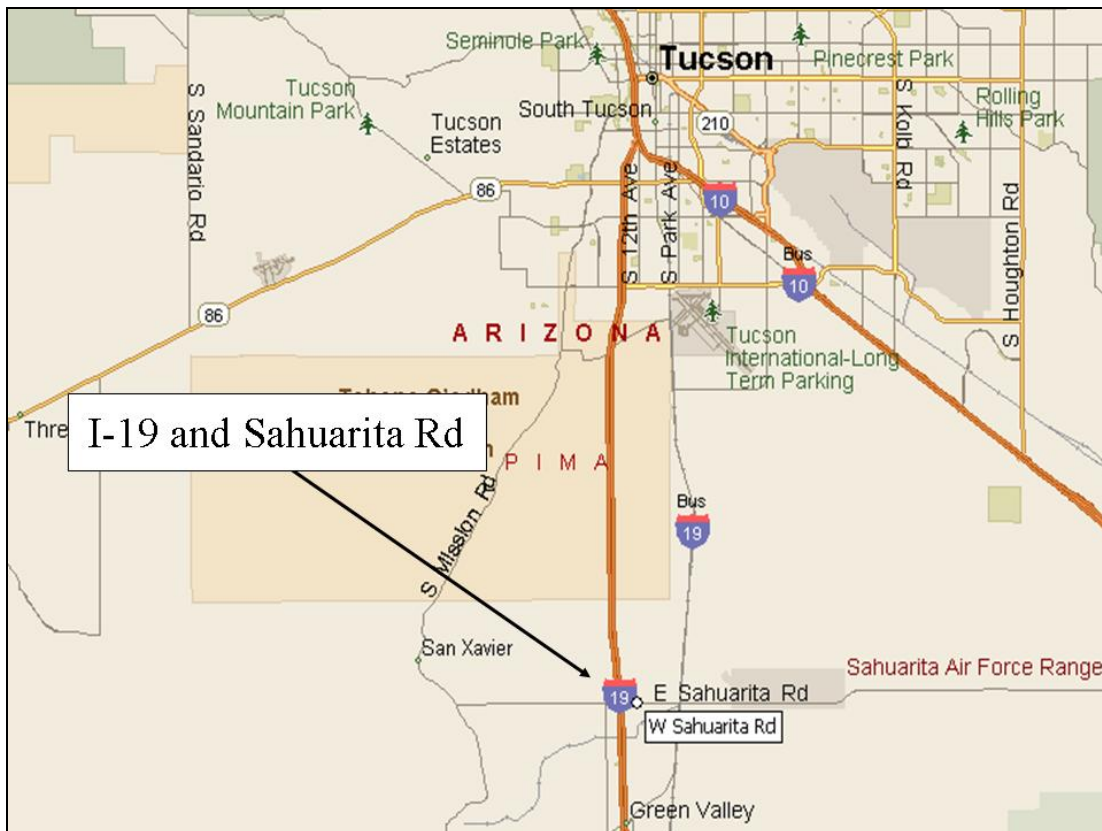 Seminole Park
Tucson
Pinecrest Park
Tucson
Mountain Park
S Sandario Rd
Tucson
Estates
South Tucson
210
S Kolb Rd
Rolling
Hills Park
86
S 12th Ave
S Park Ave
10
Bus
10
S Houghton Rd
86
ARIZONA
Tucson
International-Long
Term Parking
I-19 and Sahuarita Rd
PIMA
S Mission Rd
Bus
19
San Xavier
Sahuarita Air Force Range
19
E Sahuarita Rd
W Sahuarita Rd
Green Valley